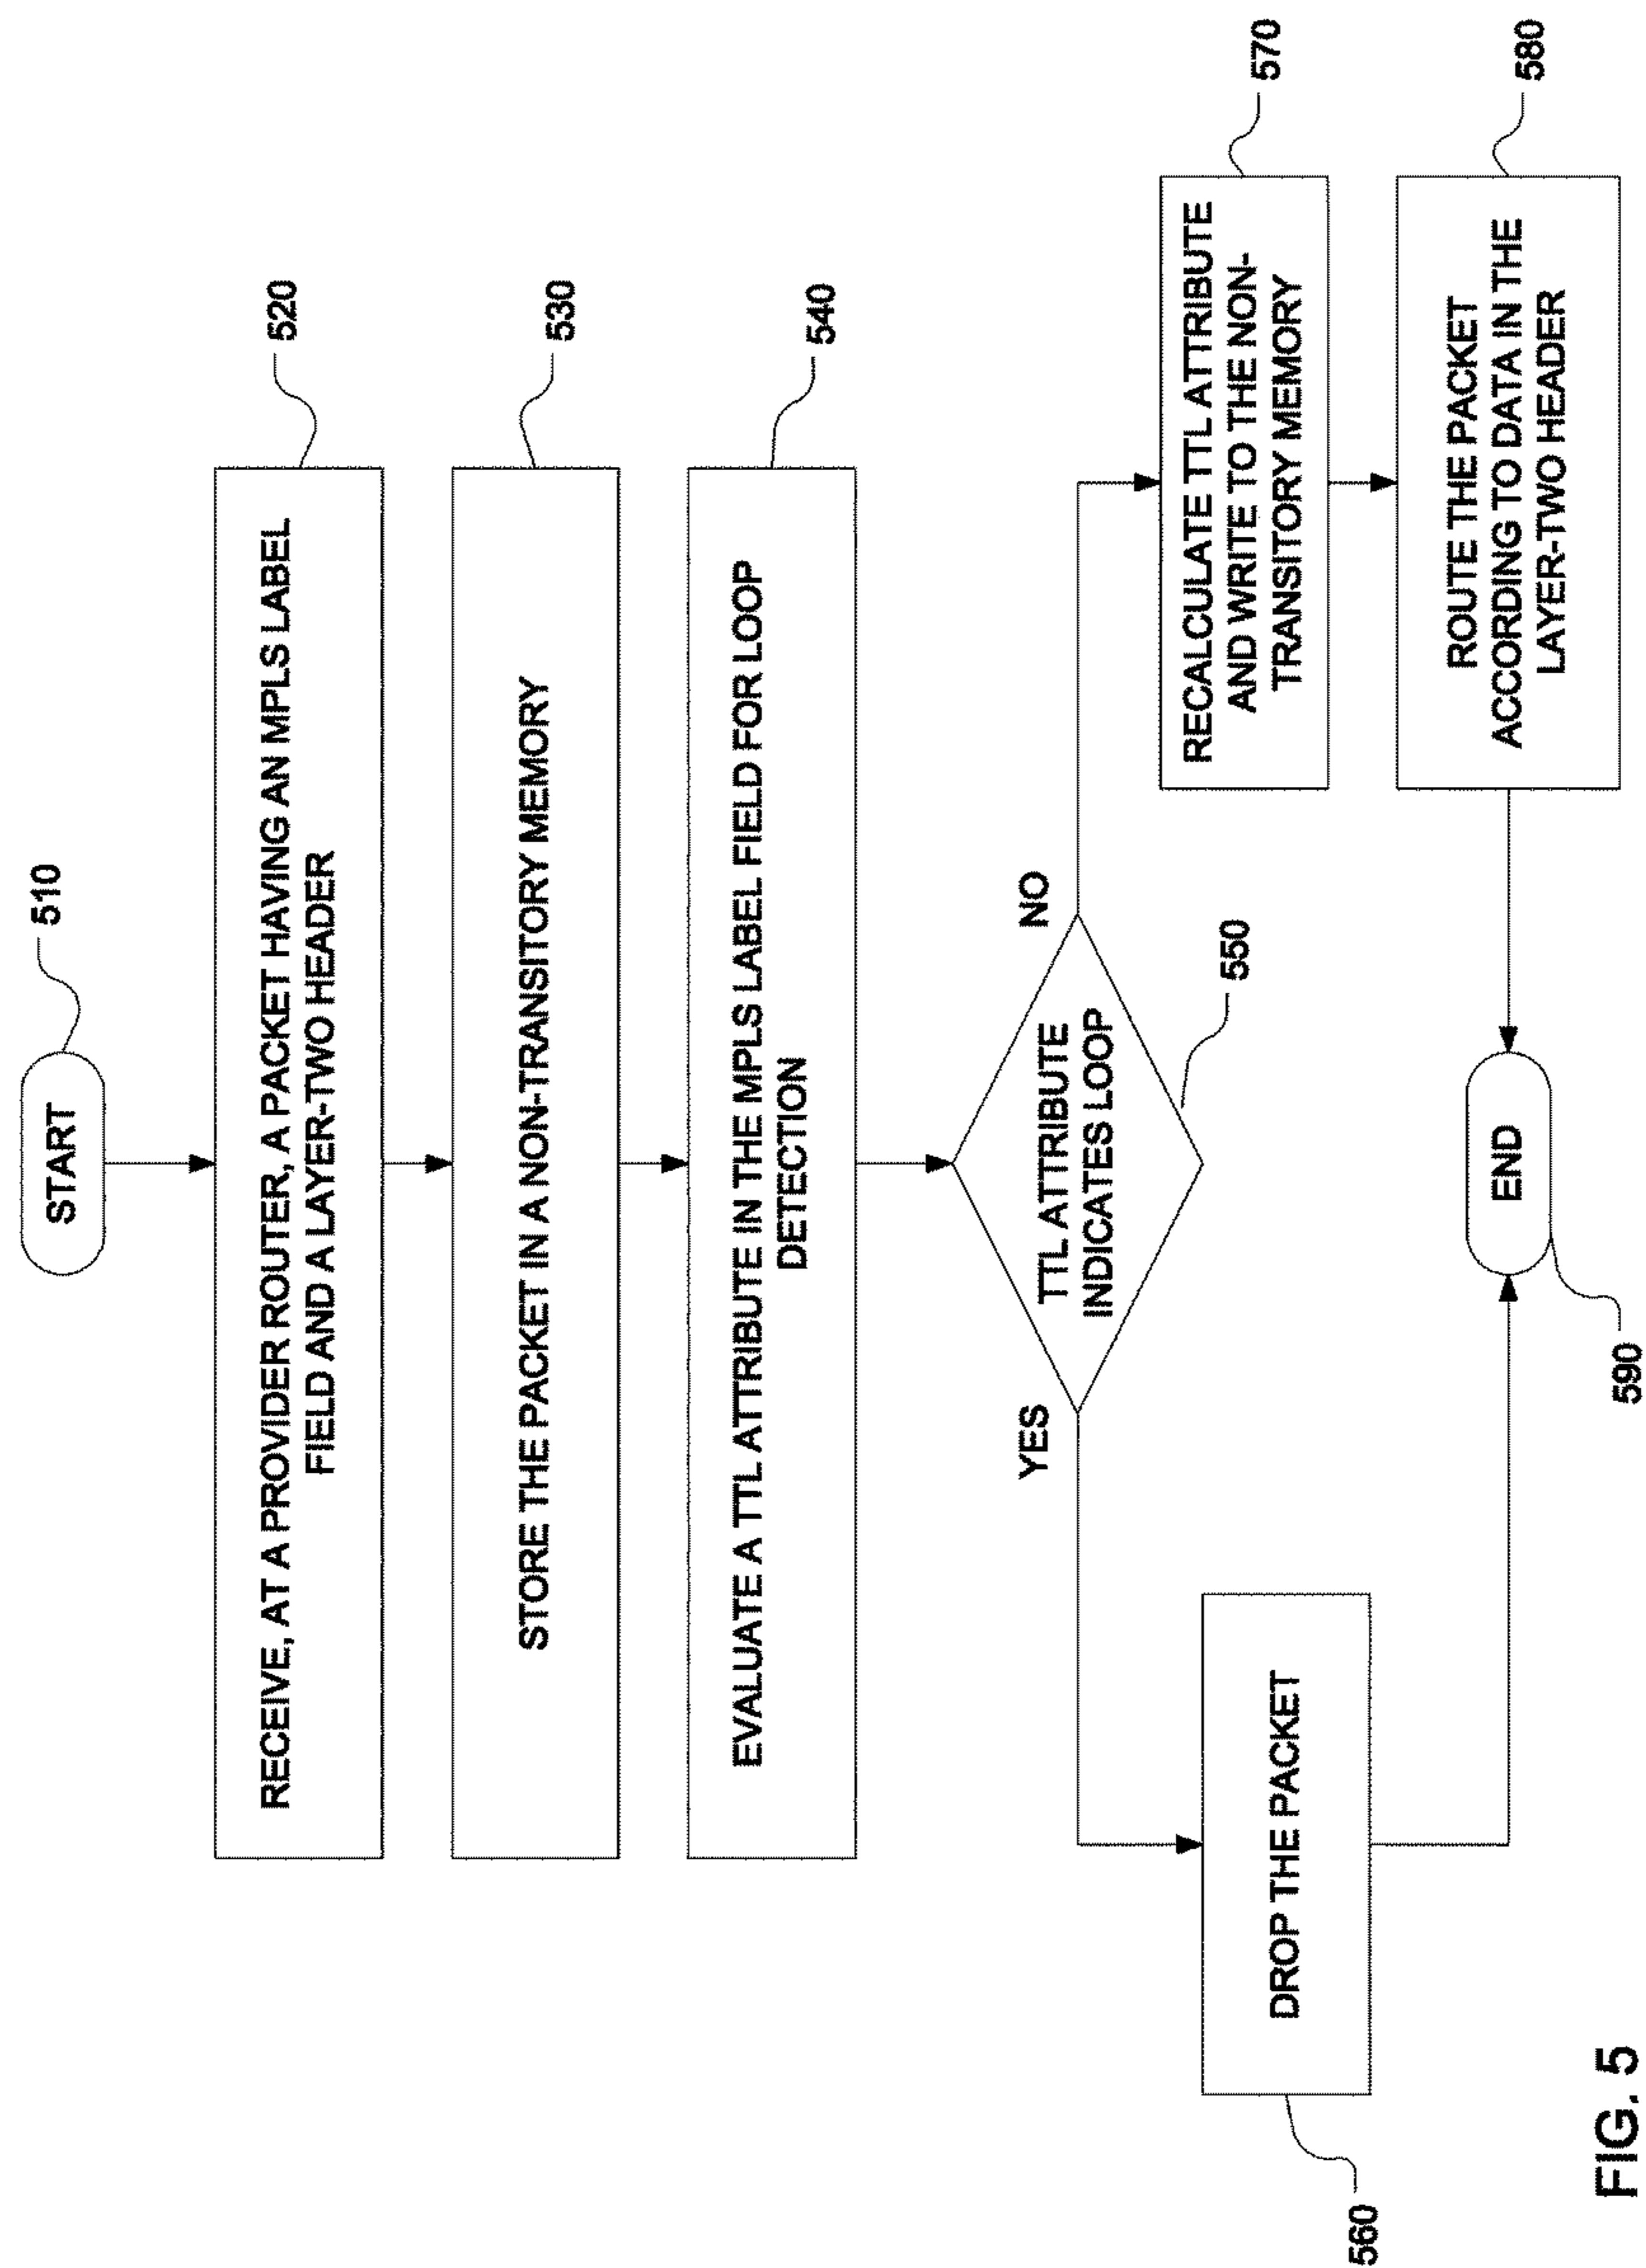 START
510
RECEIVE, AT A PROVIDER ROUTER, A PACKET HAVING AN MPLS LABEL
FIELD AND A LAYER-TWO HEADER
520
STORE THE PACKET IN A NON-TRANSITORY MEMORY
530
EVALUATE A TTL ATTRIBUTE IN THE MPLS LABEL FIELD FOR LOOP
DETECTION
540
YES
TTL ATTRIBUTE
INDICATES LOOP
NO
550
DROP THE PACKET
560
RECALCULATE TTL ATTRIBUTE
AND WRITE TO THE NON-
TRANSITORY MEMORY
570
ROUTE THE PACKET
ACCORDING TO DATA IN THE
LAYER-TWO HEADER
580
END
590
FIG. 5